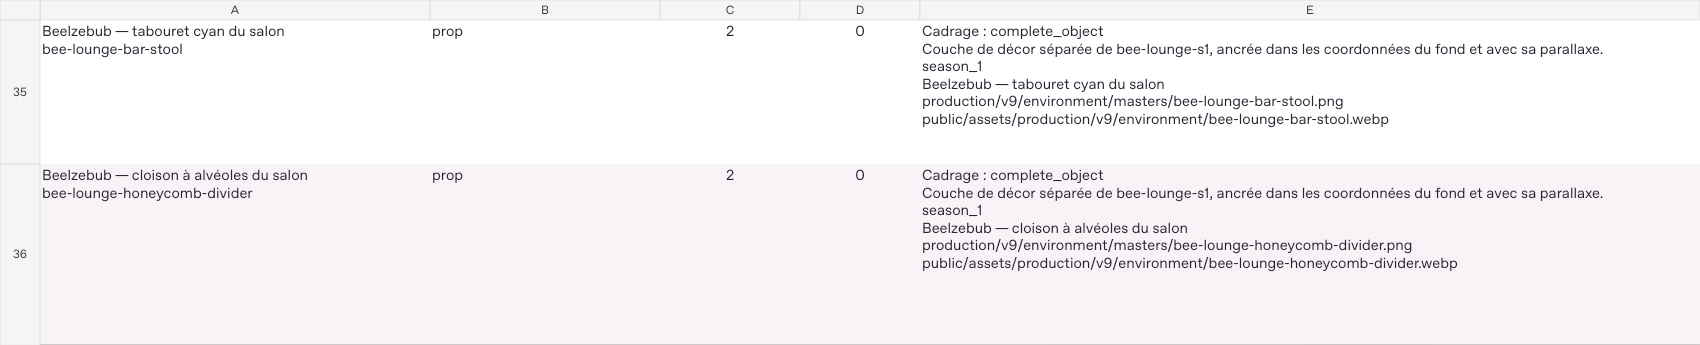 A B C D E
35
Beelzebub — tabouret cyan du salon
bee-lounge-bar-stool
prop
2
0
Cadrage : complete_object
Couche de décor séparée de bee-lounge-s1, ancrée dans les coordonnées du fond et avec sa parallaxe.
season_1
Beelzebub — tabouret cyan du salon
production/v9/environment/masters/bee-lounge-bar-stool.png
public/assets/production/v9/environment/bee-lounge-bar-stool.webp
36
Beelzebub — cloison à alvéoles du salon
bee-lounge-honeycomb-divider
prop
2
0
Cadrage : complete_object
Couche de décor séparée de bee-lounge-s1, ancrée dans les coordonnées du fond et avec sa parallaxe.
season_1
Beelzebub — cloison à alvéoles du salon
production/v9/environment/masters/bee-lounge-honeycomb-divider.png
public/assets/production/v9/environment/bee-lounge-honeycomb-divider.webp